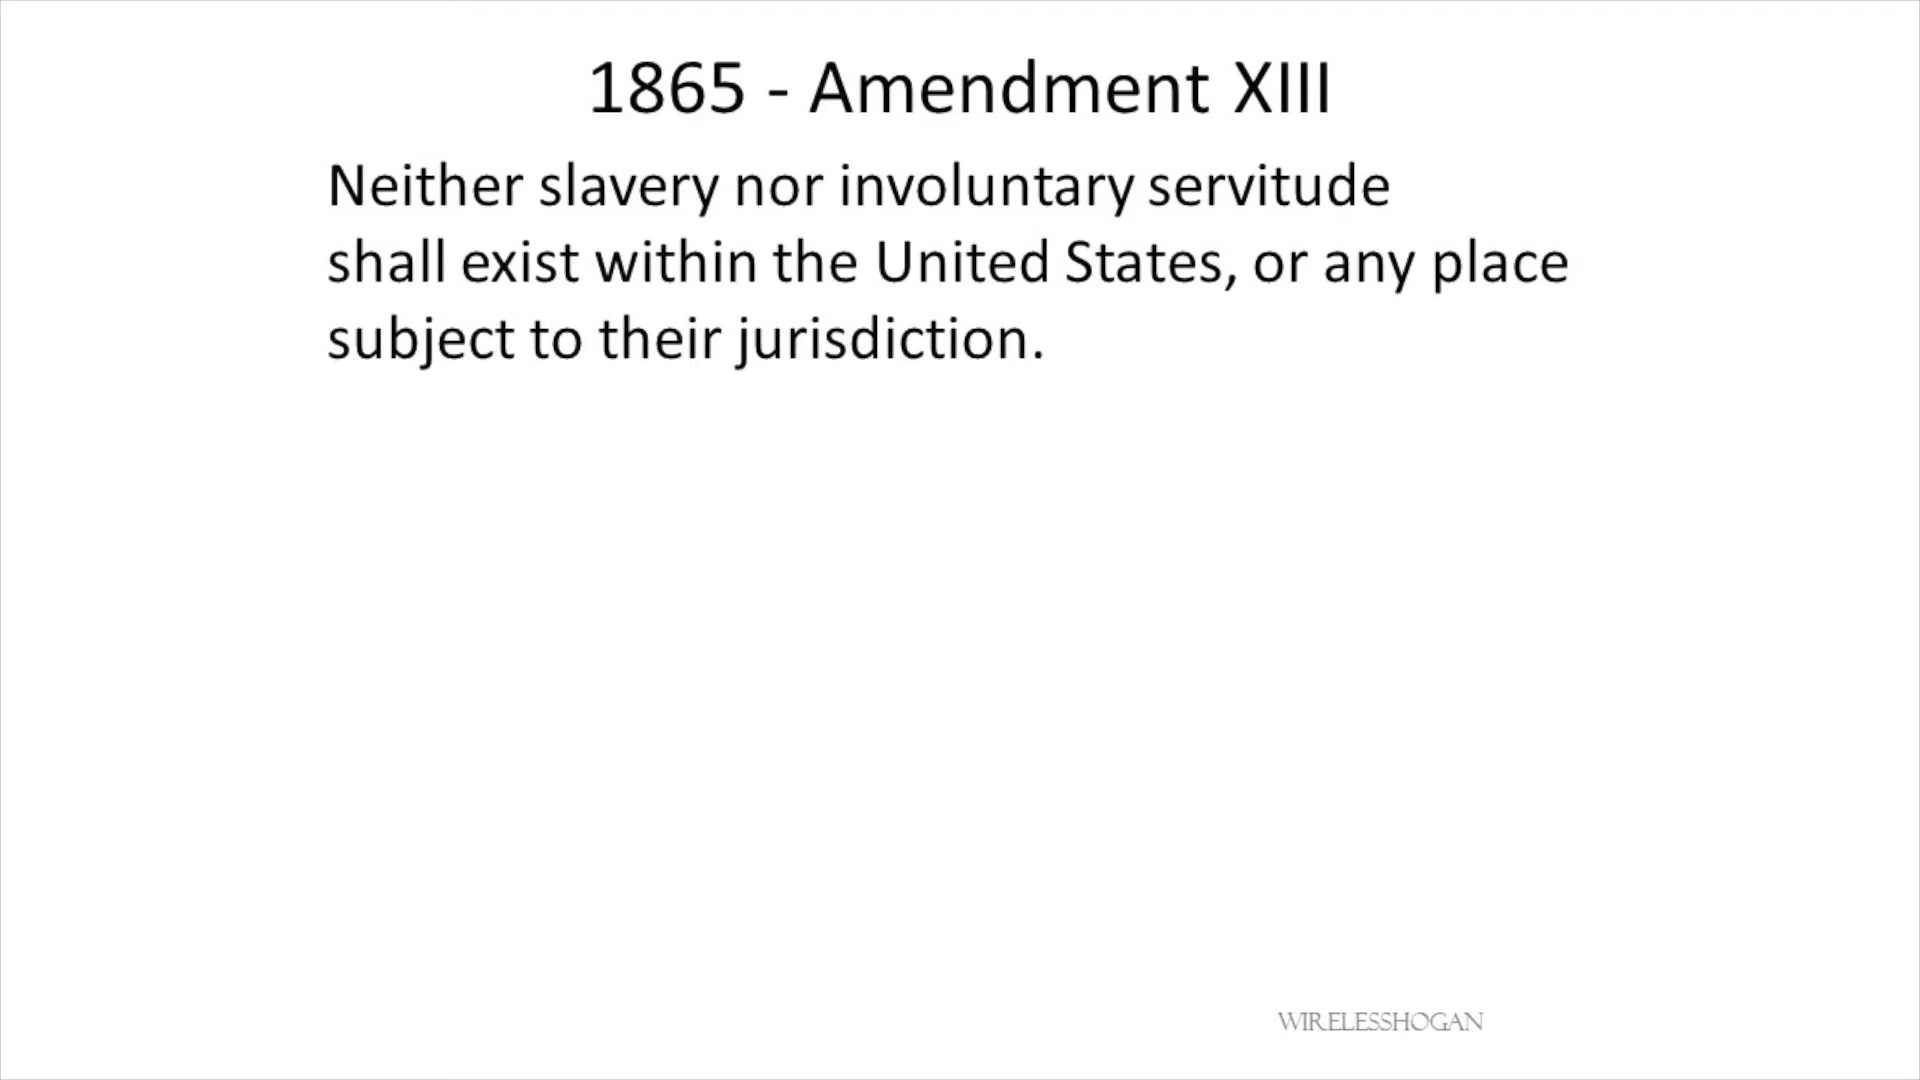 1865 - Amendment XIII
Neither slavery nor involuntary servitude
shall exist within the United States, or any place
subject to their jurisdiction.
WIRELESSHOGAN